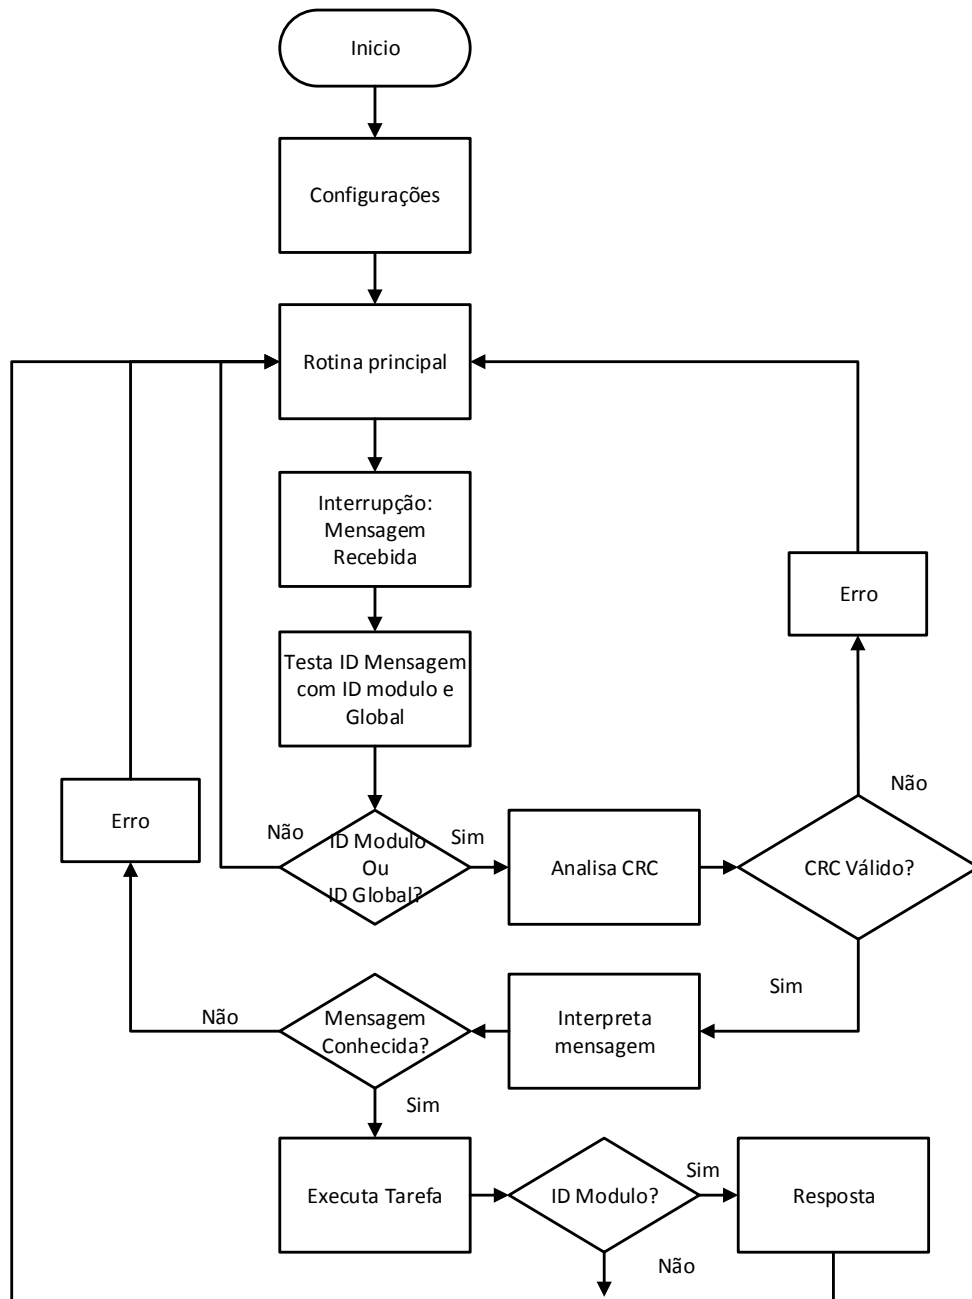 Inicio
Configurações
Rotina principal
Interrupção:
Mensagem
Recebida
Erro
Testa ID Mensagem
com ID modulo e
Global
Erro
Não
ID Modulo
Ou
ID Global?
Sim
Analisa CRC
CRC Válido?
Não
Sim
Interpreta
mensagem
Mensagem
Conhecida?
Não
Sim
Executa Tarefa
ID Modulo?
Sim
Resposta
Não